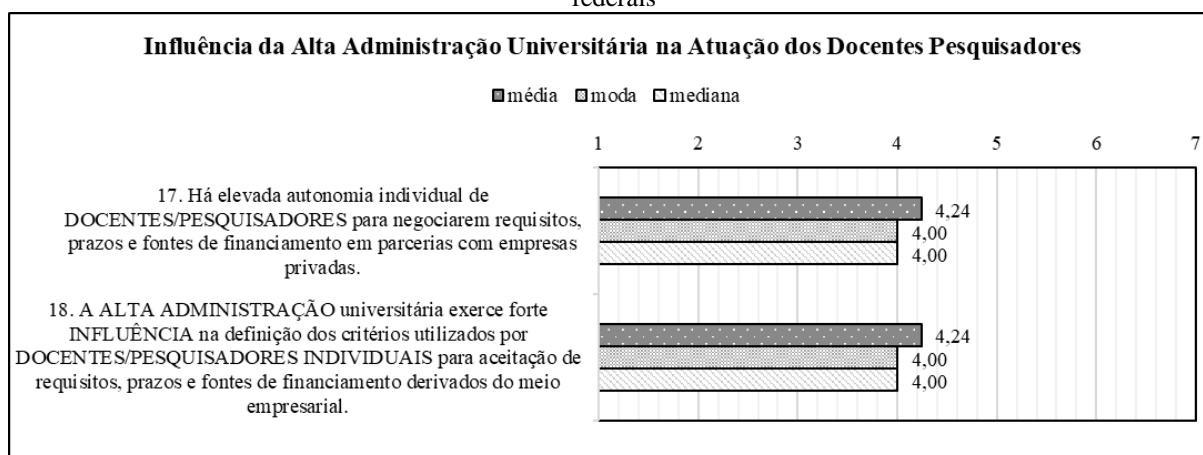 federais
Influência da Alta Administração Universitária na Atuação dos Docentes Pesquisadores
média moda mediana
1 2 3 4 5 6 7
17. Há elevada autonomia individual de
DOCENTES/PESQUISADORES para negociarem requisitos,
prazos e fontes de financiamento em parcerias com empresas
privadas.
4,24
4,00
4,00
18. A ALTA ADMINISTRAÇÃO universitária exerce forte
INFLUÊNCIA na definição dos critérios utilizados por
DOCENTES/PESQUISADORES INDIVIDUAIS para aceitação de
requisitos, prazos e fontes de financiamento derivados do meio
empresarial.
4,24
4,00
4,00